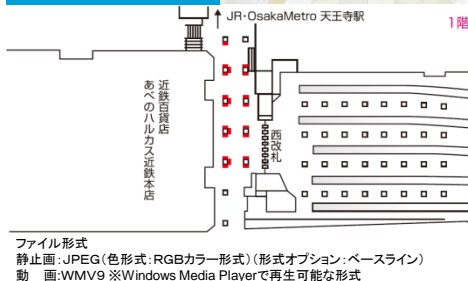 JR・OsakaMetro 天王寺駅
1階
近鉄百貨店
あべのハルカス近鉄本店
西改札
ファイル形式
静止画:JPEG(色形式:RGBカラー形式)(形式オプション:ベースライン)
動　画:WMV9 ※Windows Media Playerで再生可能な形式